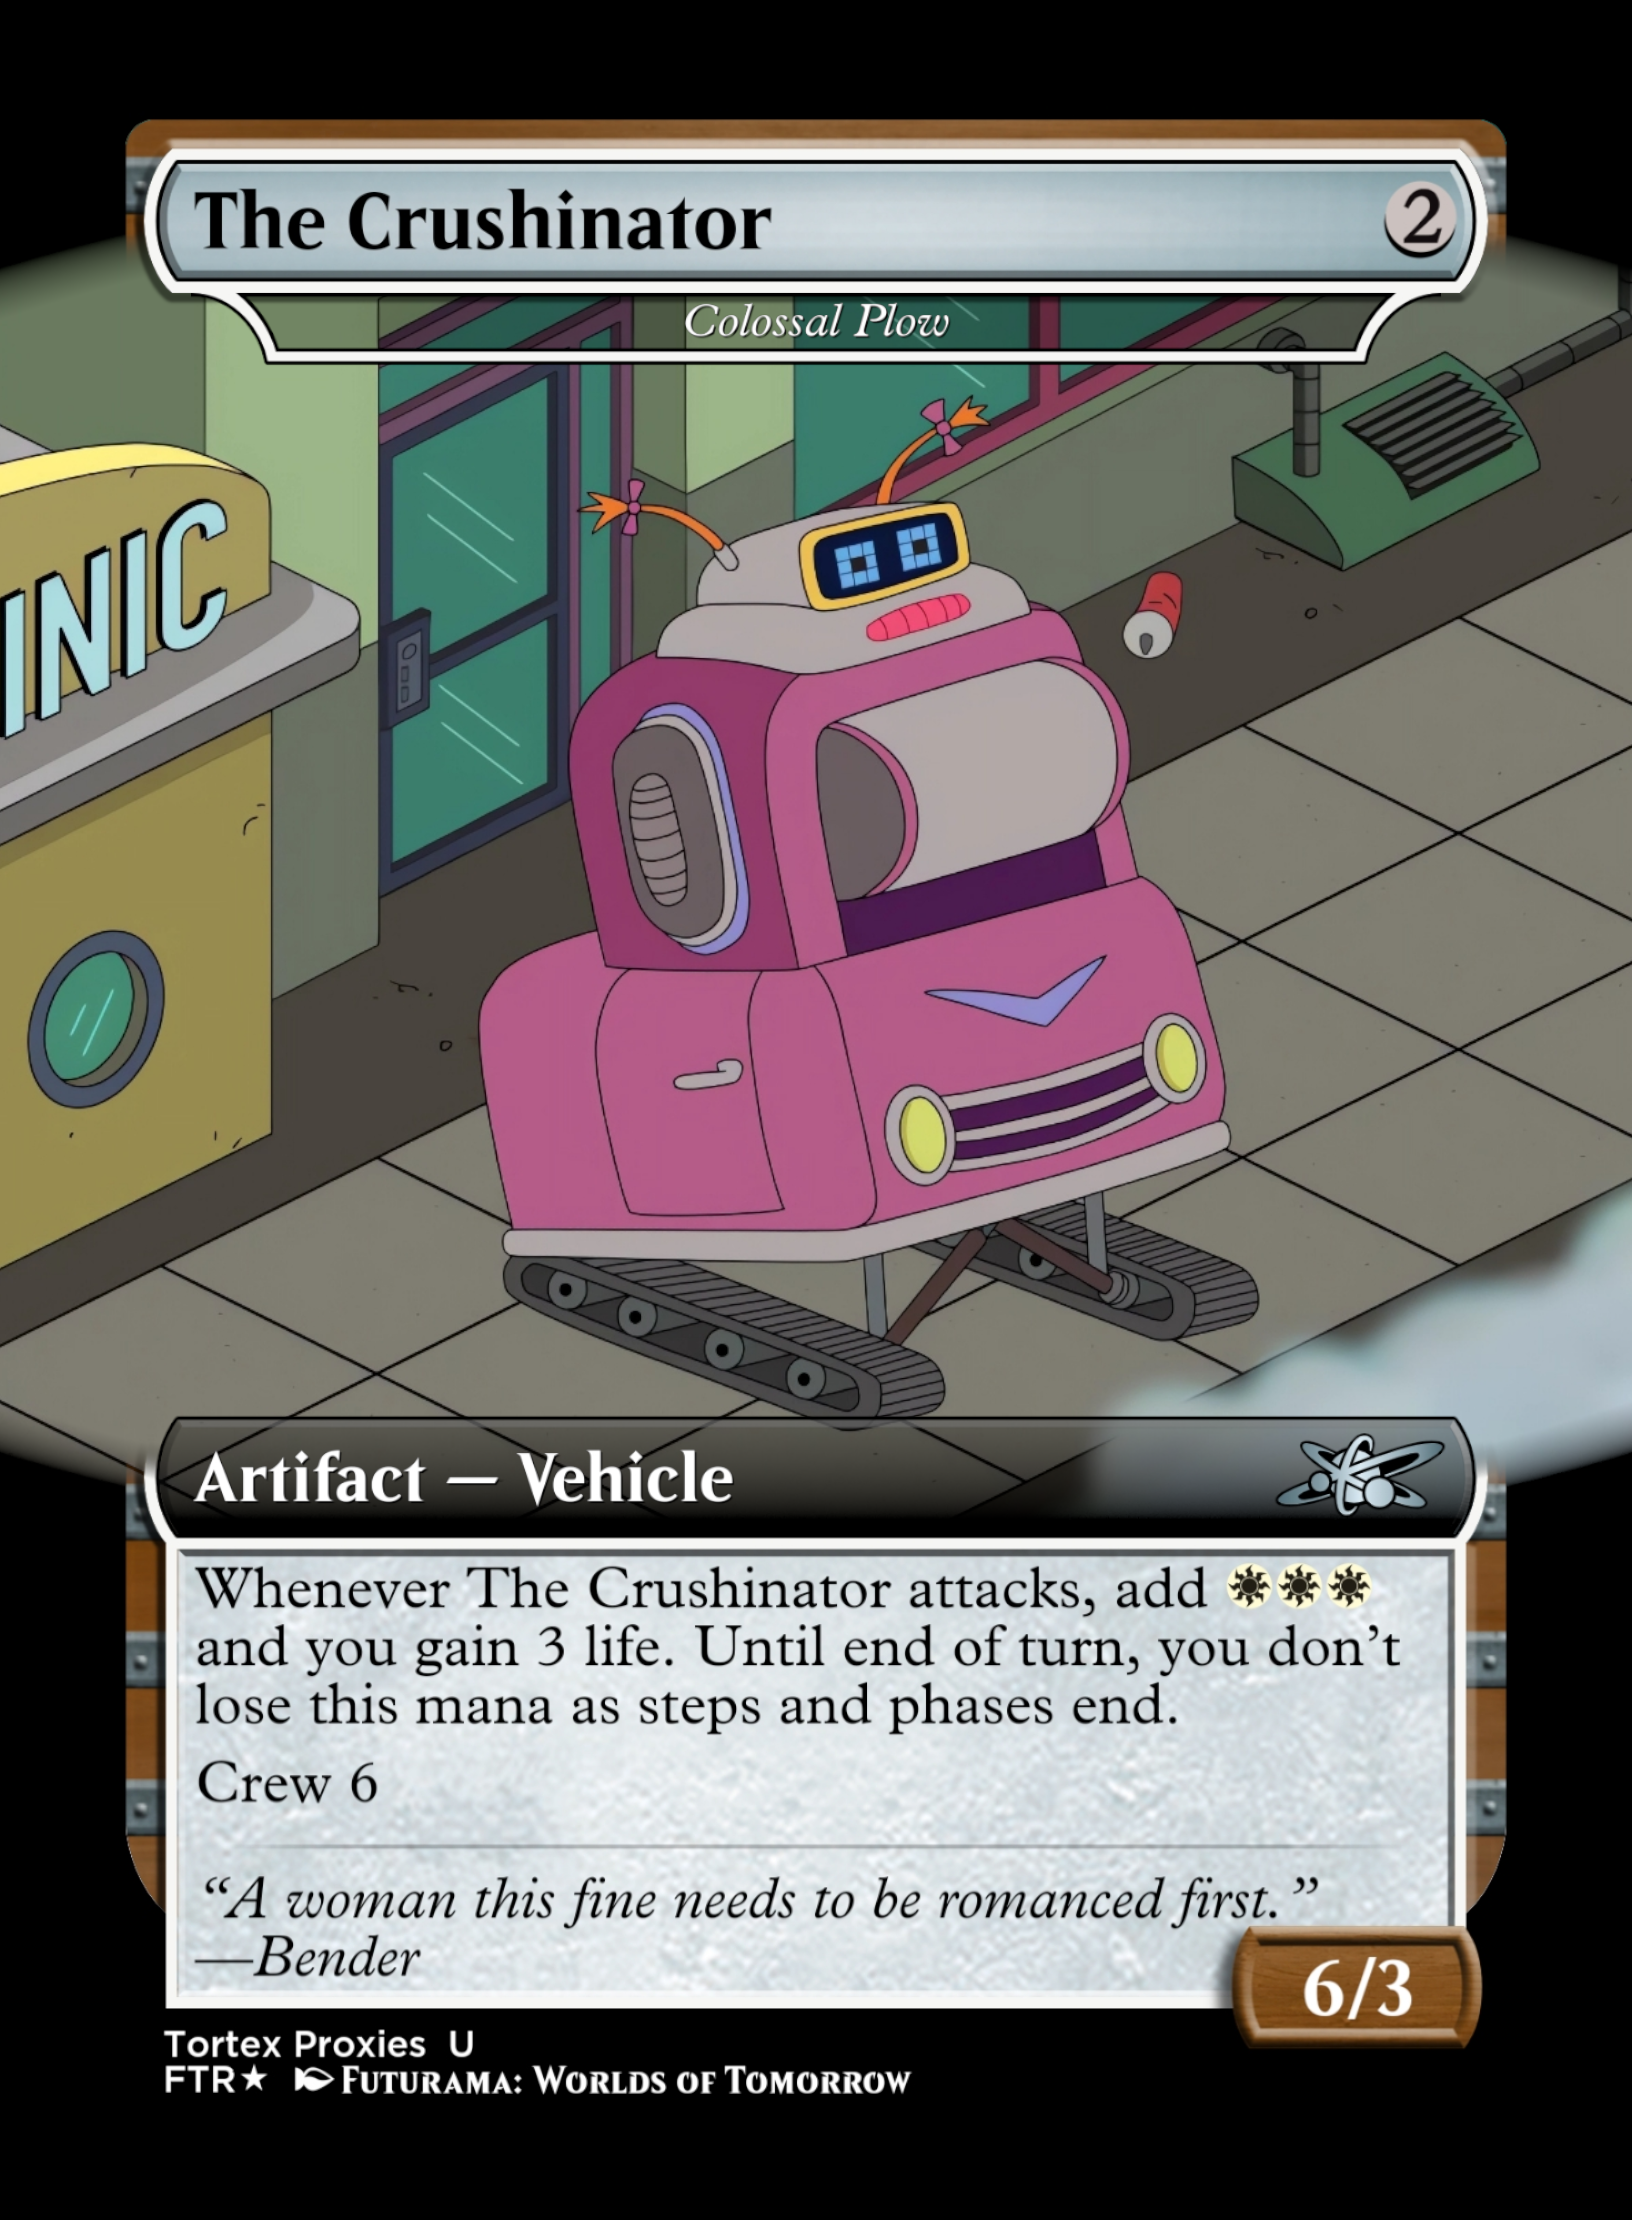 The Crushinator 2
Colossal Plow
INIC
Artifact — Vehicle
Whenever The Crushinator attacks, add
and you gain 3 life. Until end of turn, you don’t
lose this mana as steps and phases end.
Crew 6
“A woman this fine needs to be romanced first.”
—Bender
6/3
Tortex Proxies U
FTR★ Futurama: Worlds of Tomorrow